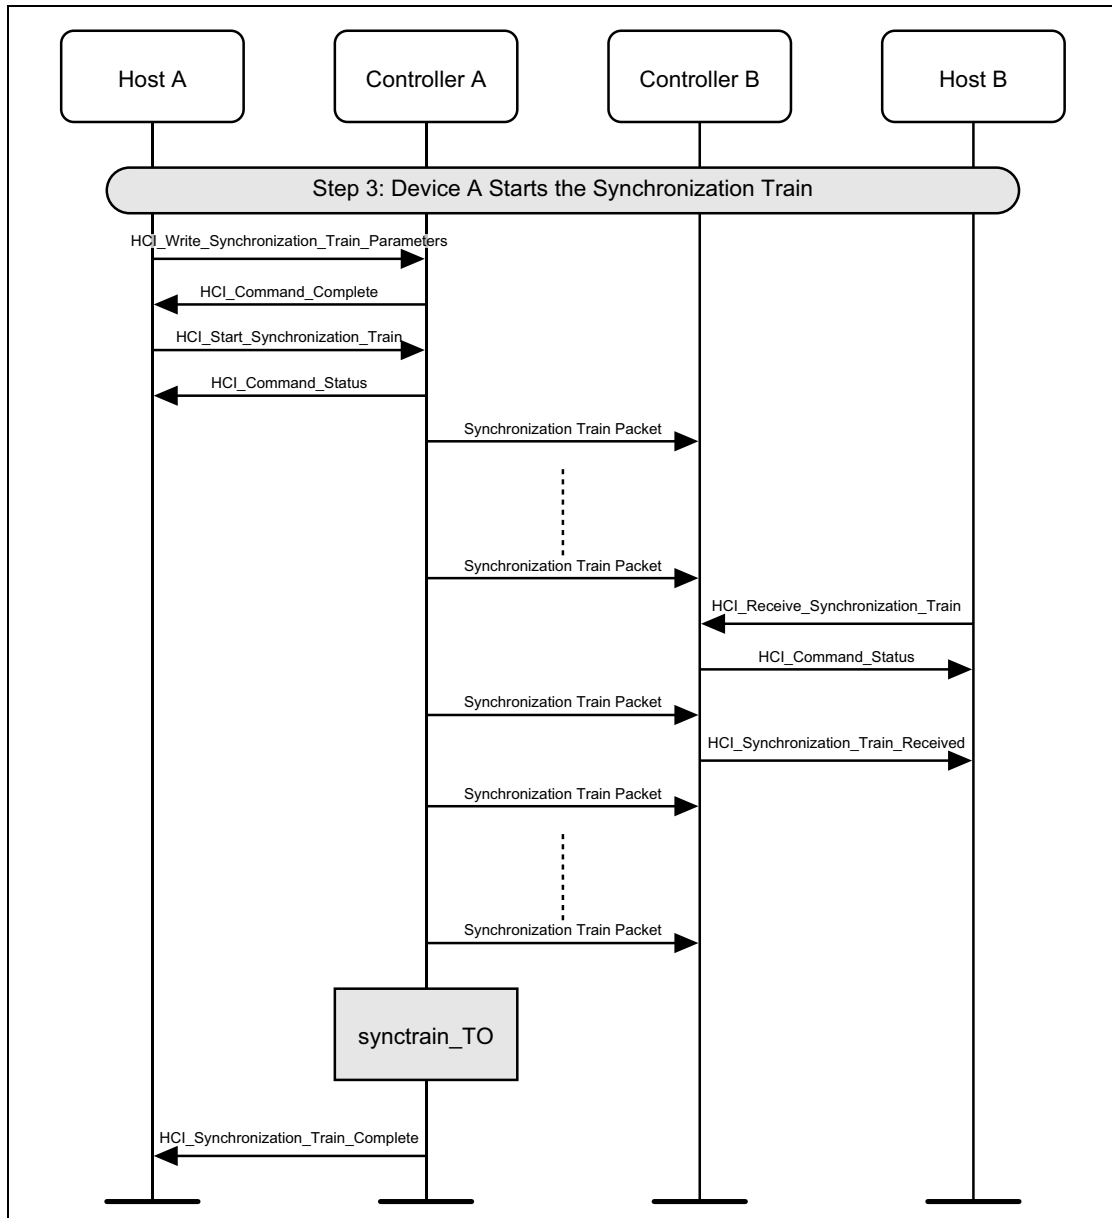 Host A
Controller A
Controller B
Host B
Step 3: Device A Starts the Synchronization Train
HCI_Write_Synchronization_Train_Parameters
HCI_Command_Complete
HCI_Start_Synchronization_Train
HCI_Command_Status
Synchronization Train Packet
Synchronization Train Packet
HCI_Receive_Synchronization_Train
HCI_Command_Status
Synchronization Train Packet
HCI_Synchronization_Train_Received
Synchronization Train Packet
Synchronization Train Packet
synctrain_TO
HCI_Synchronization_Train_Complete